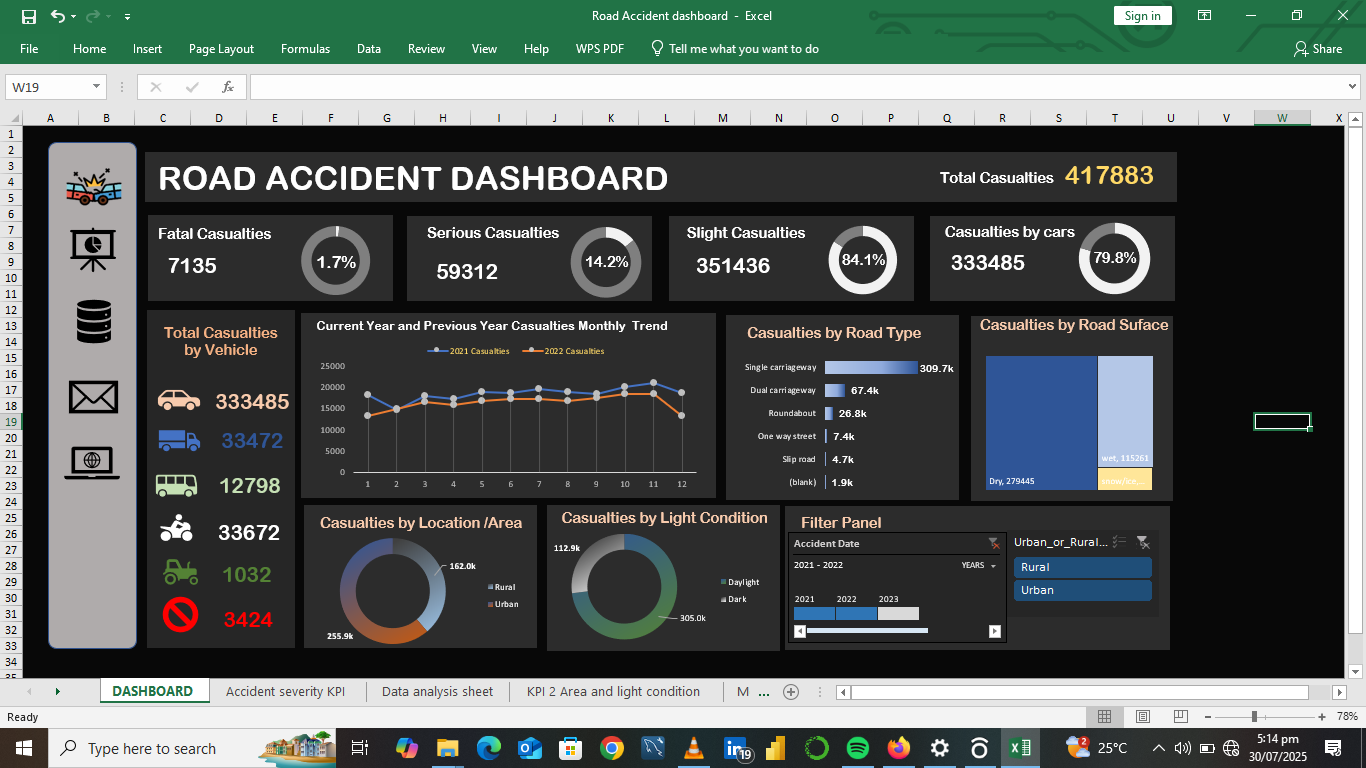 Road Accident dashboard - Excel
Sign in
File Home Insert Page Layout Formulas Data Review View Help WPS PDF Tell me what you want to do Share
W19
fx
A B C D E F G H I J K L M N O P Q R S T U V W X
1
2
3
4
5
6
7
8
9
10
11
12
13
14
15
16
17
18
19
20
21
22
23
24
25
26
27
28
29
30
31
32
33
34
35
ROAD ACCIDENT DASHBOARD
Total Casualties 417883
Fatal Casualties
7135
1.7%
Serious Casualties
59312
14.2%
Slight Casualties
351436
84.1%
Casualties by cars
333485
79.8%
Total Casualties
by Vehicle
333485
33472
12798
33672
1032
3424
Current Year and Previous Year Casualties Monthly Trend
2021 Casualties 2022 Casualties
25000
20000
15000
10000
5000
0
1 2 3 4 5 6 7 8 9 10 11 12
Casualties by Road Type
Single carriageway 309.7k
Dual carriageway 67.4k
Roundabout 26.8k
One way street 7.4k
Slip road 4.7k
(blank) 1.9k
Casualties by Road Suface
Dry, 279445
wet, 115261
snow/ice...
Casualties by Location /Area
162.0k
Rural
Urban
255.9k
Casualties by Light Condition
112.9k
Daylight
Dark
305.0k
Filter Panel
Accident Date
2021 - 2022 YEARS
2021 2022 2023
Urban_or_Rural...
Rural
Urban
DASHBOARD Accident severity KPI Data analysis sheet KPI 2 Area and light condition M ...
Ready
78%
Type here to search
19
2
25°C
5:14 pm
30/07/2025